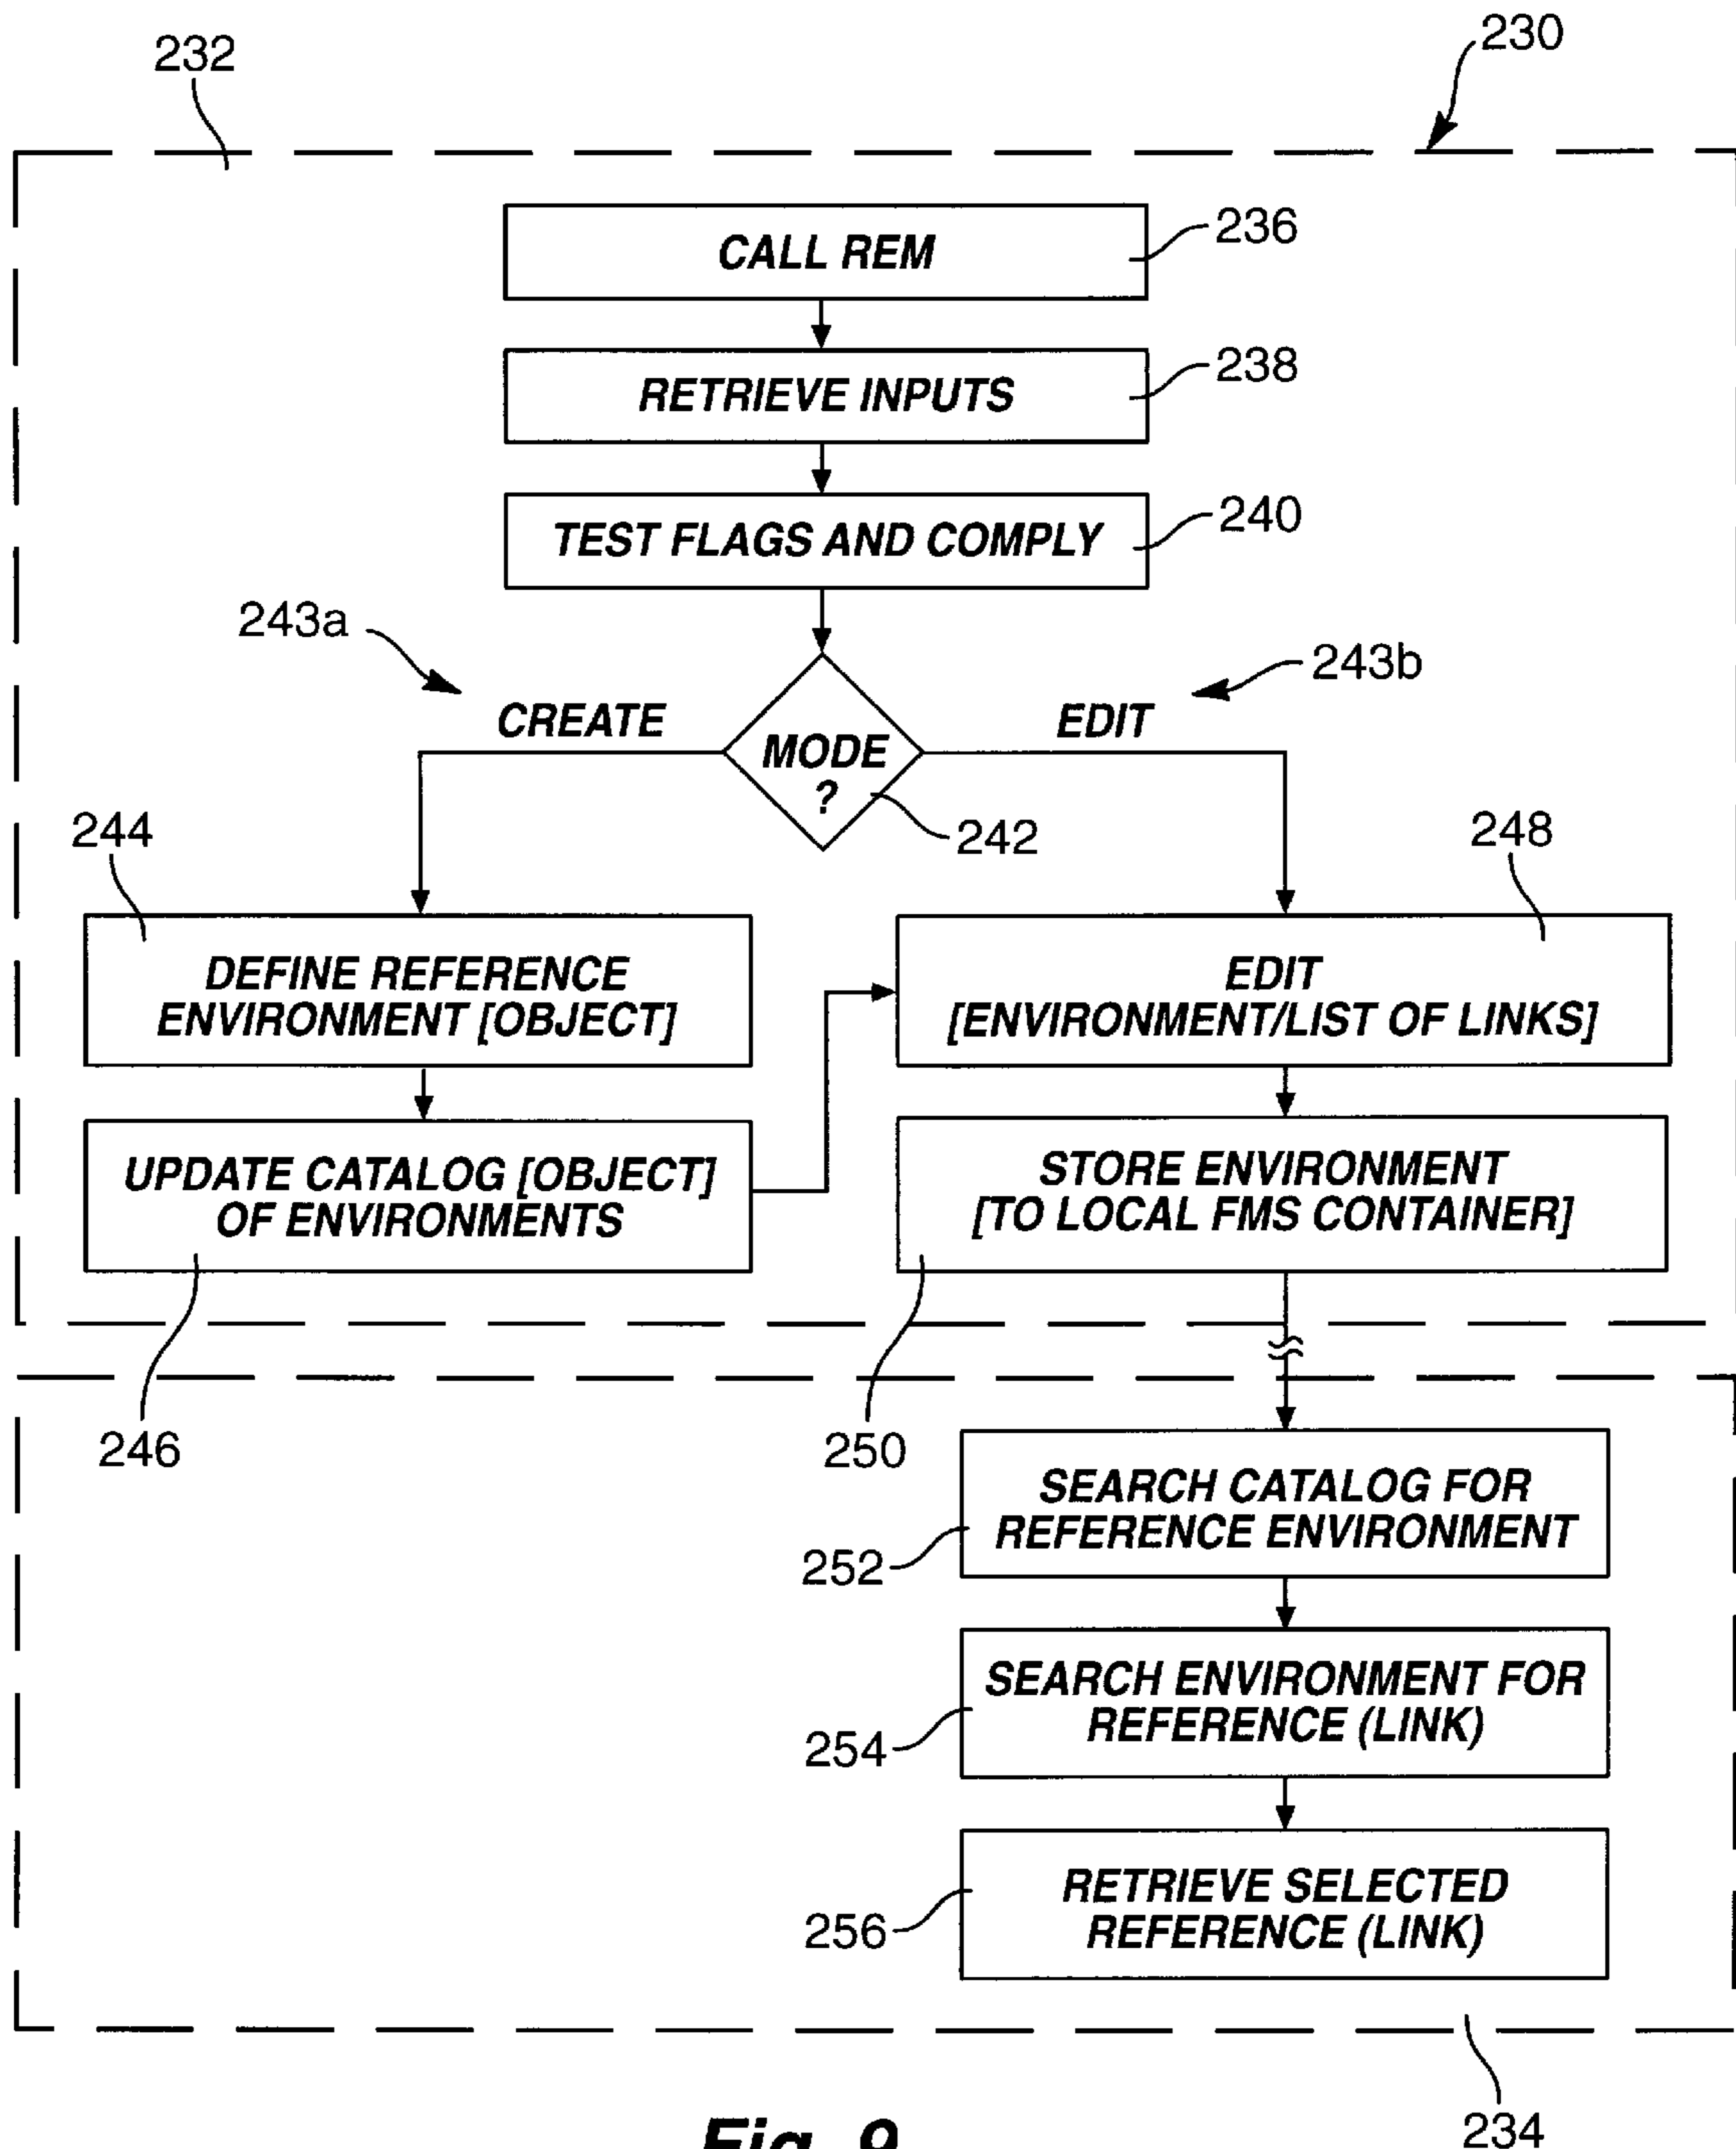 230
232
CALL REM
236
RETRIEVE INPUTS
238
TEST FLAGS AND COMPLY
240
243a
243b
CREATE
EDIT
MODE
?
242
244
248
DEFINE REFERENCE
ENVIRONMENT [OBJECT]
EDIT
[ENVIRONMENT/LIST OF LINKS]
UPDATE CATALOG [OBJECT]
OF ENVIRONMENTS
STORE ENVIRONMENT
[TO LOCAL FMS CONTAINER]
246
250
SEARCH CATALOG FOR
REFERENCE ENVIRONMENT
252
SEARCH ENVIRONMENT FOR
REFERENCE (LINK)
254
RETRIEVE SELECTED
REFERENCE (LINK)
256
234
Fig. 9